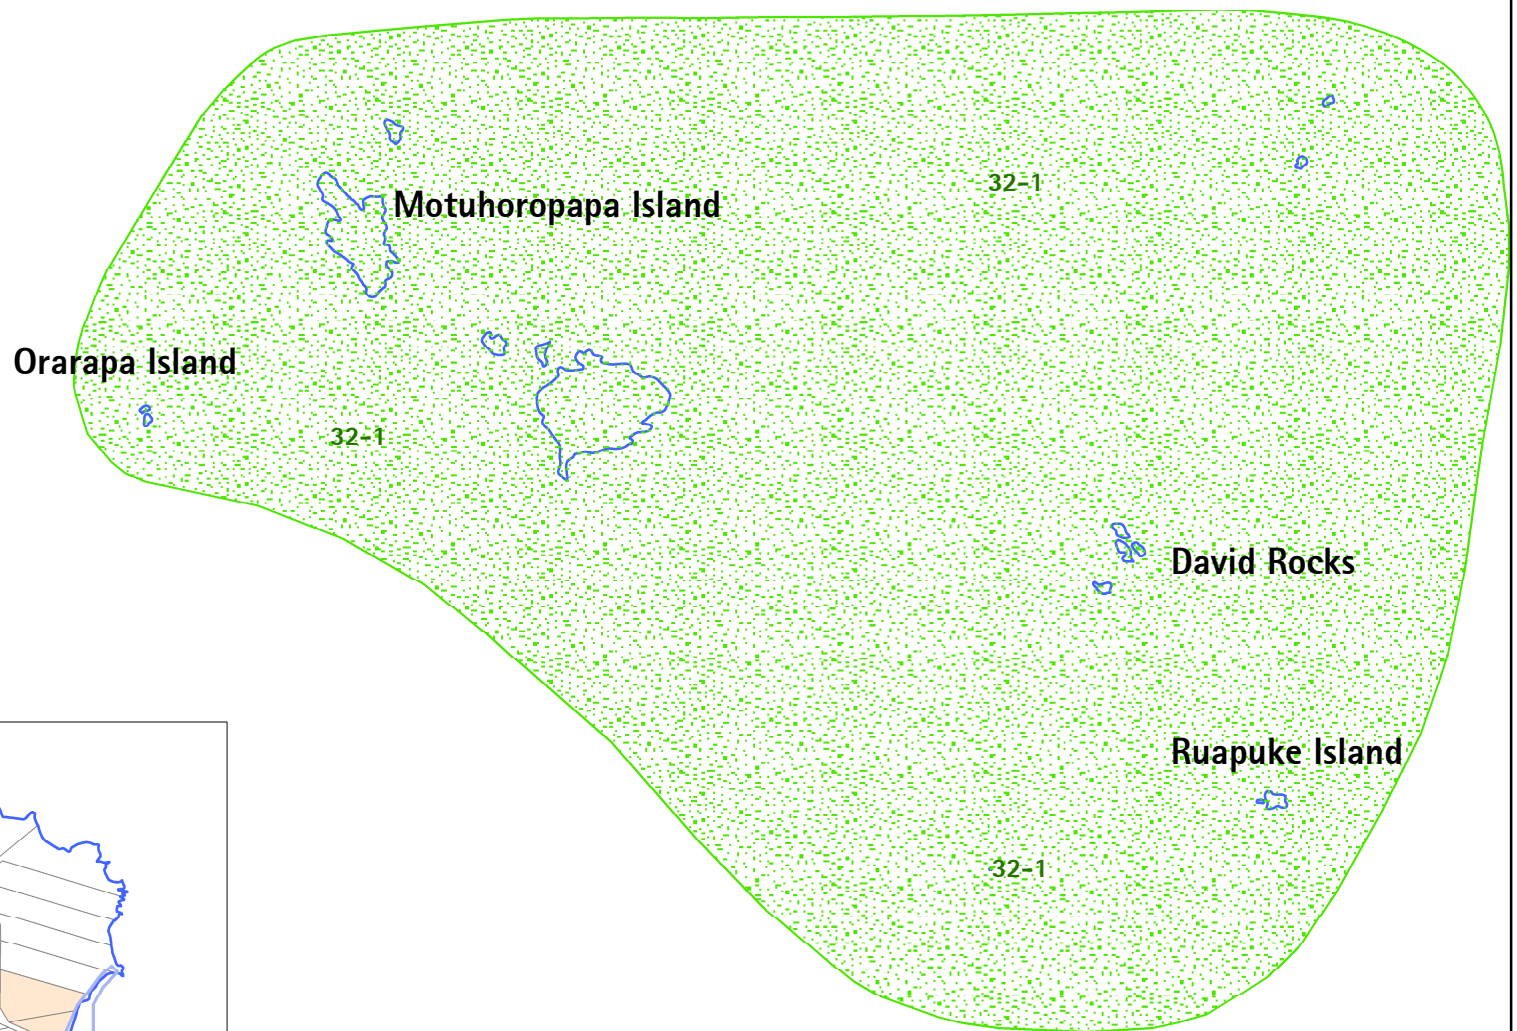 32-1
Motuhoropapa Island
Orarapa Island
32-1
David Rocks
Ruapuke Island
32-1